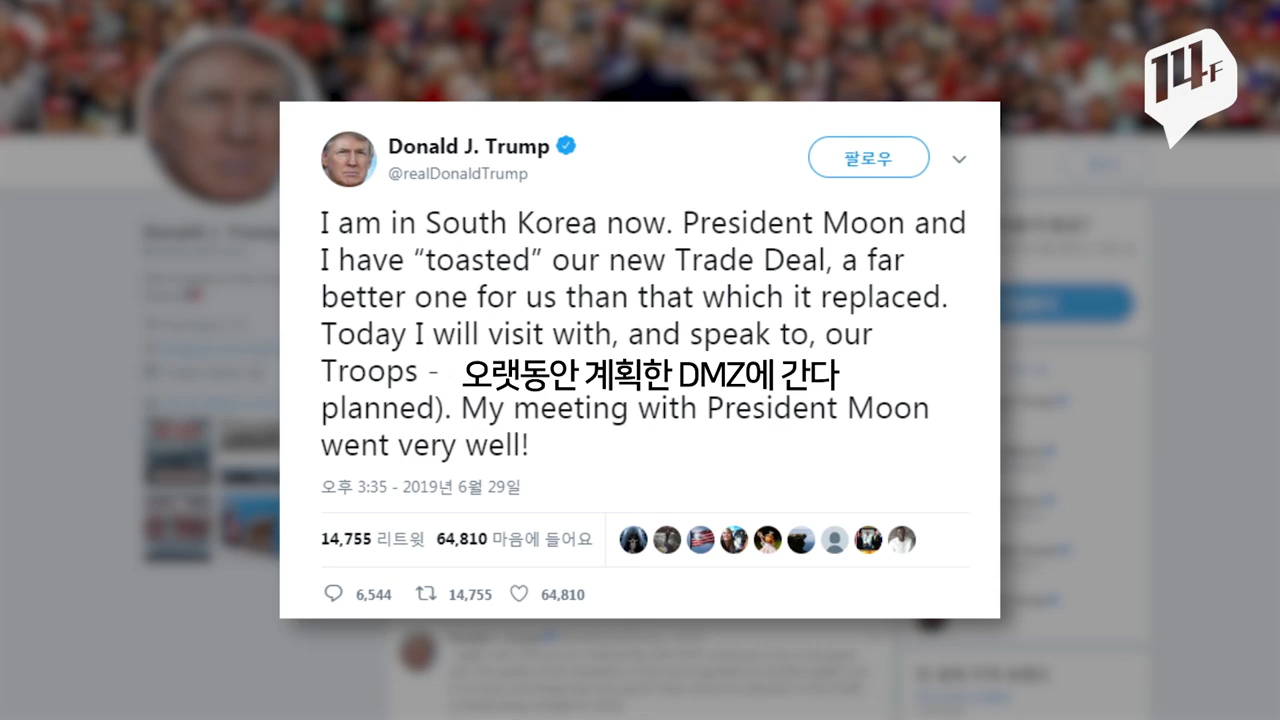 14F
Donald J. Trump
@realDonaldTrump
팔로우
I am in South Korea now. President Moon and
I have “toasted” our new Trade Deal, a far
better one for us than that which it replaced.
Today I will visit with, and speak to, our
Troops - 오랫동안 계획한 DMZ에 간다
planned). My meeting with President Moon
went very well!
오후 3:35 - 2019년 6월 29일
14,755 리트윗 64,810 마음에 들어요
6,544 14,755 64,810